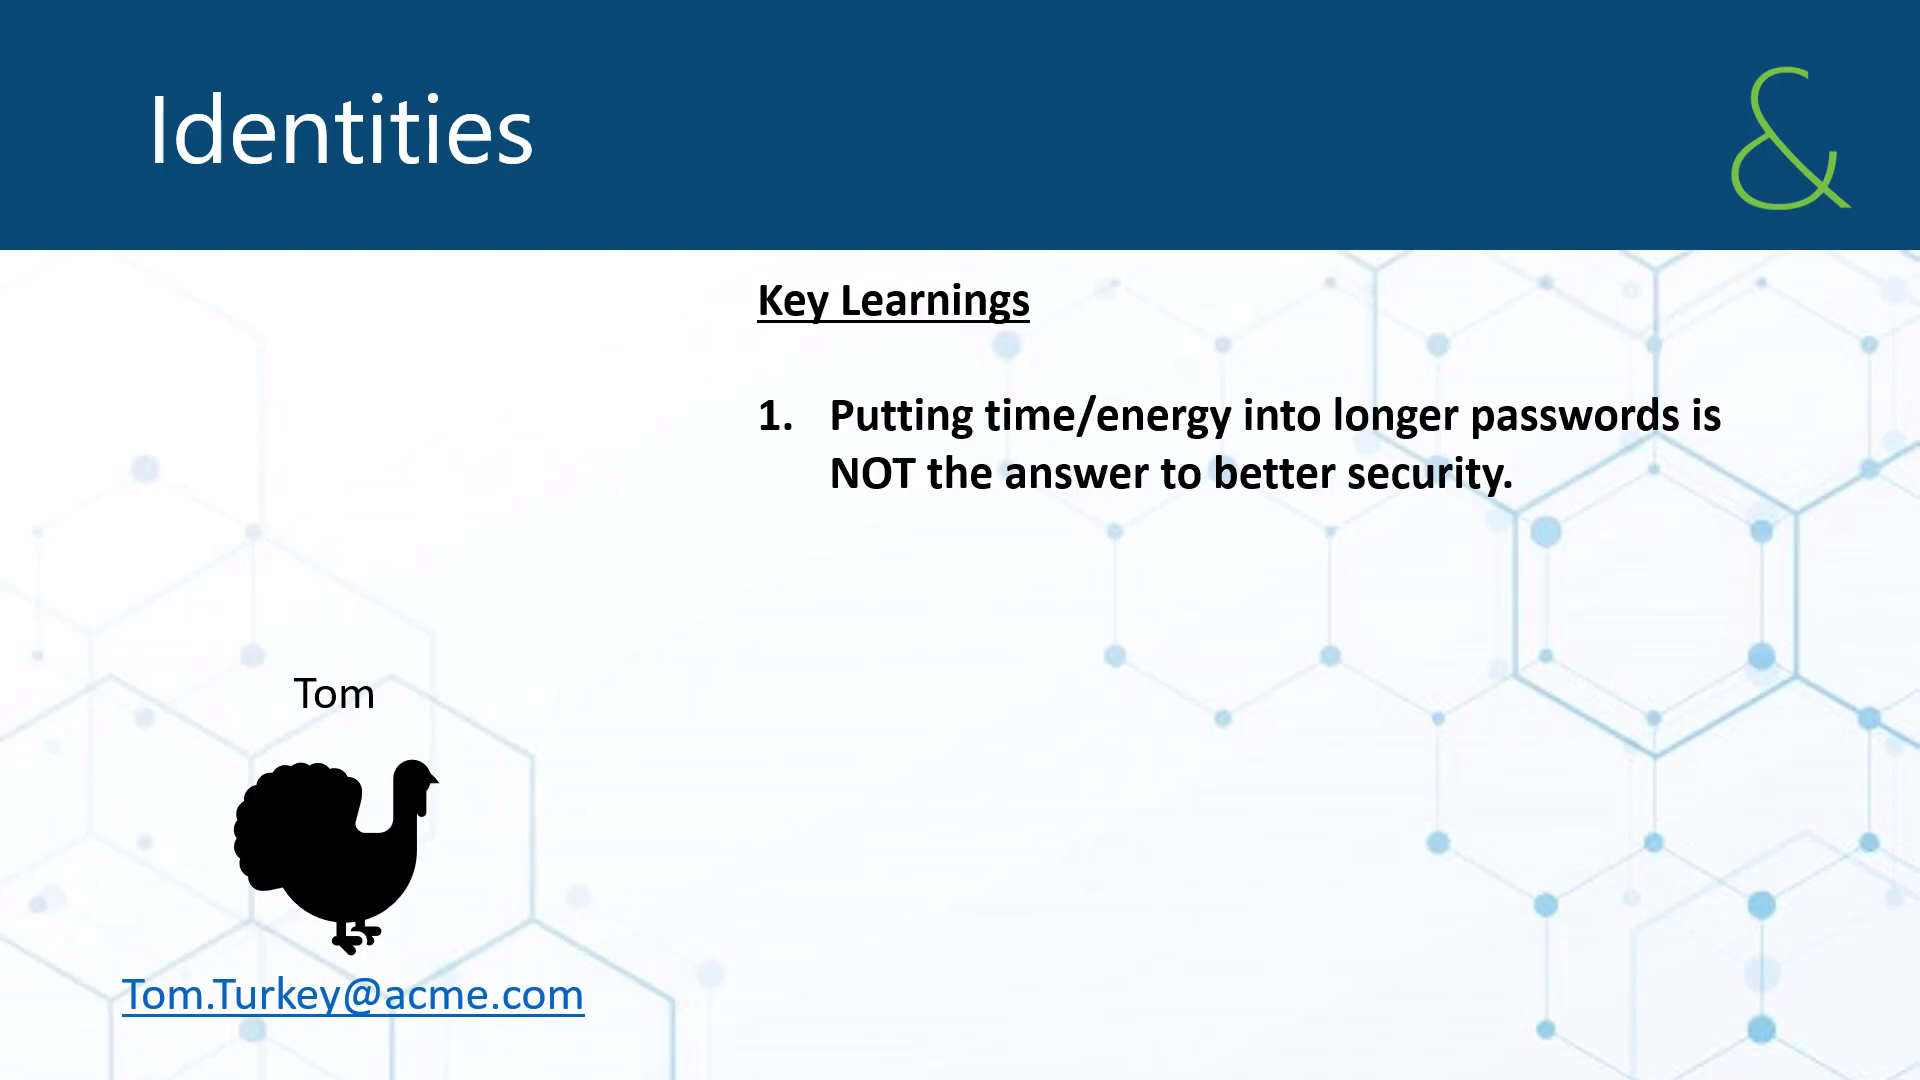 Identities
&
Key Learnings
1. Putting time/energy into longer passwords is
NOT the answer to better security.
Tom
Tom.Turkey@acme.com